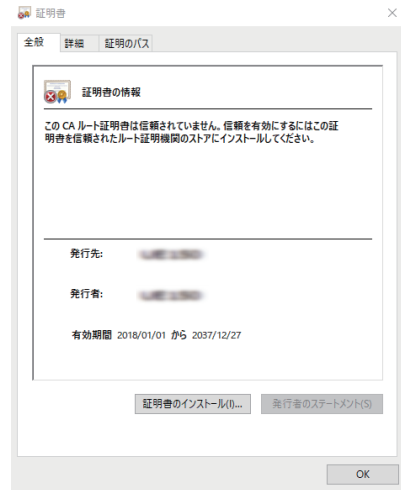 証明書
全般
詳細
証明のパス
証明書の情報
この CA ルート証明書は信頼されていません。信頼を有効にするにはこの証
明書を信頼されたルート証明機関のストアにインストールしてください。
発行先:
発行者:
有効期間 2018/01/01 から 2037/12/27
証明書のインストール(I)...
発行者のステートメント(S)
OK